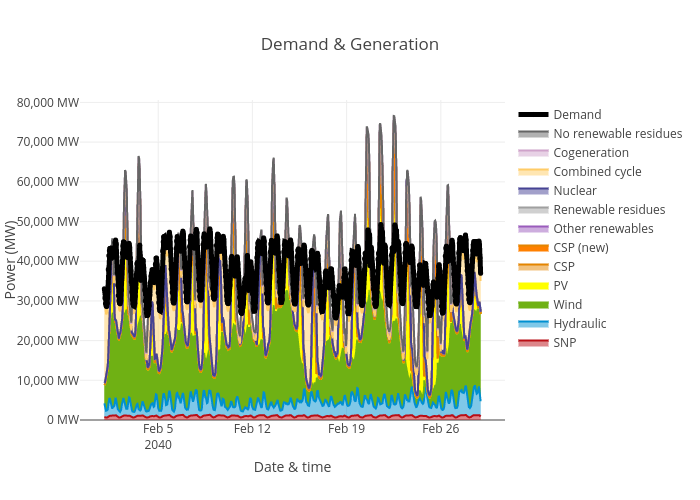 Demand & Generation
80,000 MW
70,000 MW
60,000 MW
50,000 MW
40,000 MW
30,000 MW
20,000 MW
10,000 MW
0 MW
Power (MW)
Feb 5
2040
Feb 12
Feb 19
Feb 26
Date & time
Demand
No renewable residues
Cogeneration
Combined cycle
Nuclear
Renewable residues
Other renewables
CSP (new)
CSP
PV
Wind
Hydraulic
SNP